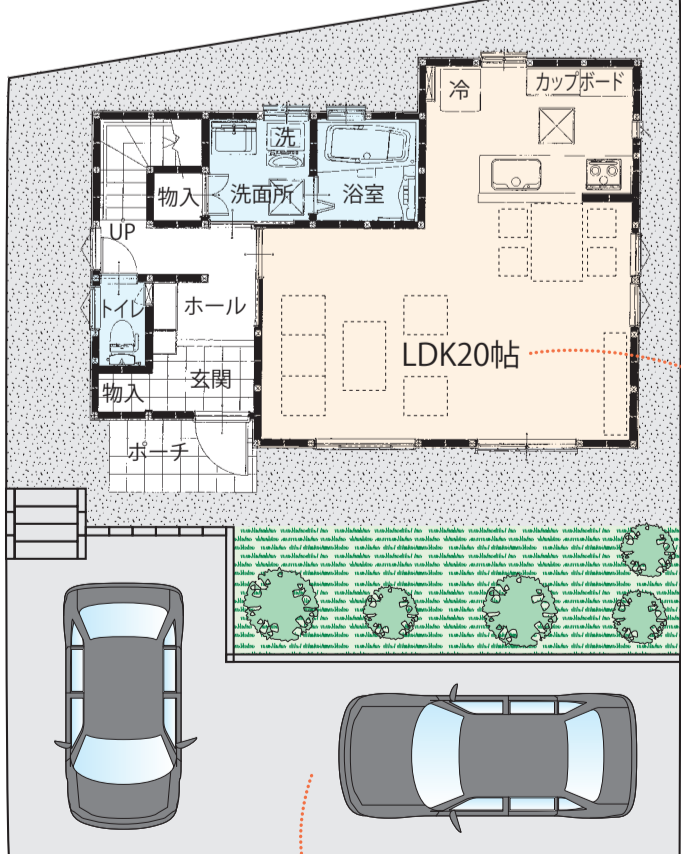 冷
カップボード
洗
物入
洗面所
浴室
UP
トイレ
ホール
LDK20帖
玄関
物入
ポーチ